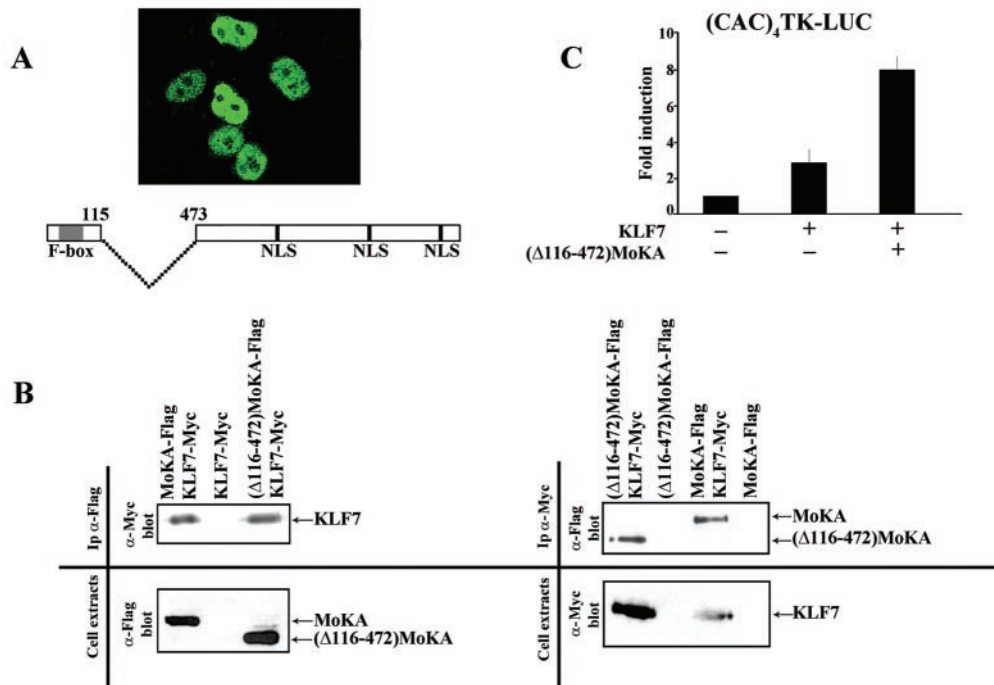 A
115
473
F-box
NLS
NLS
NLS
C
(CAC)₄TK-LUC
Fold induction
10
8
6
4
2
0
KLF7 – + +
(Δ116-472)MoKA – – +
B
MoKA-Flag
KLF7-Myc
KLF7-Myc
(Δ116-472)MoKA-Flag
KLF7-Myc
Ip α-Flag
α-Myc
blot
KLF7
Cell extracts
α-Flag
blot
MoKA
(Δ116-472)MoKA
(Δ116-472)MoKA-Flag
KLF7-Myc
(Δ116-472)MoKA-Flag
MoKA-Flag
KLF7-Myc
MoKA-Flag
Ip α-Myc
α-Flag
blot
MoKA
(Δ116-472)MoKA
Cell extracts
α-Myc
blot
KLF7